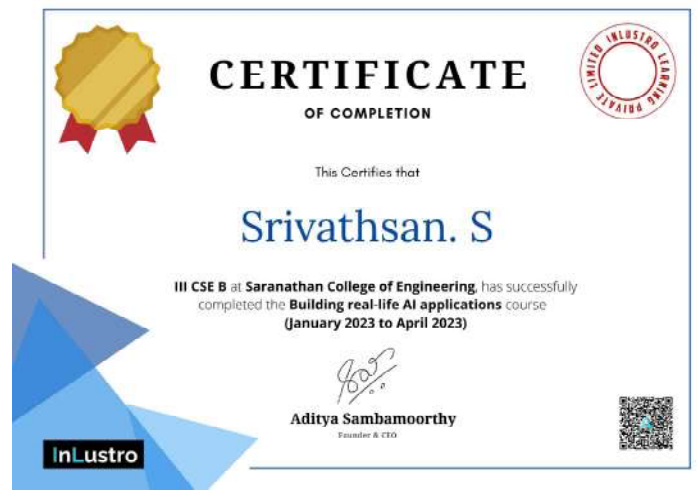 CERTIFICATE
OF COMPLETION
INLUSTRO LEARNING PRIVATE LIMITED
This Certifies that
Srivathsan. S
III CSE B at Saranathan College of Engineering, has successfully
completed the Building real-life AI applications course
(January 2023 to April 2023)
Aditya Sambamoorthy
Founder & CEO
InLustro